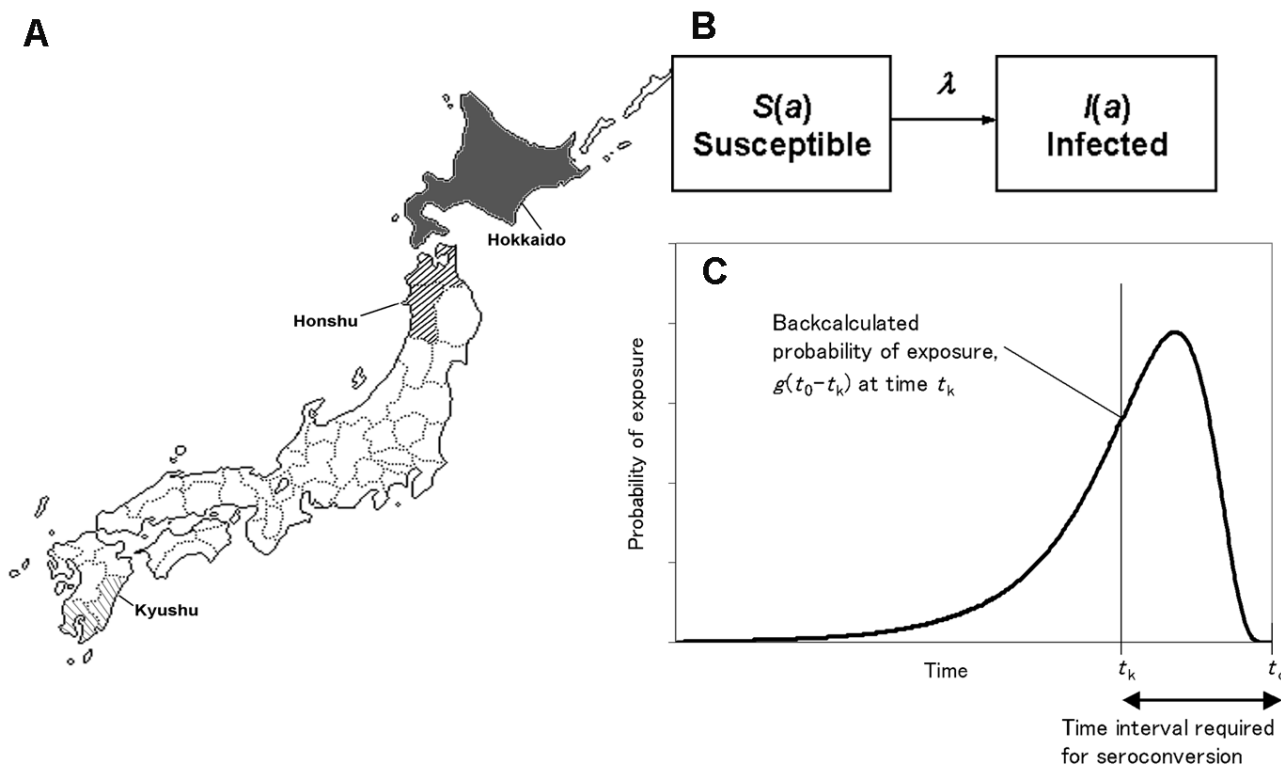 A
Hokkaido
Honshu
Kyushu
B
S(a)
Susceptible
λ
I(a)
Infected
C
Backcalculated
probability of exposure,
g(t₀−tₖ) at time tₖ
Probability of exposure
Time
tₖ
Time interval required
for seroconversion